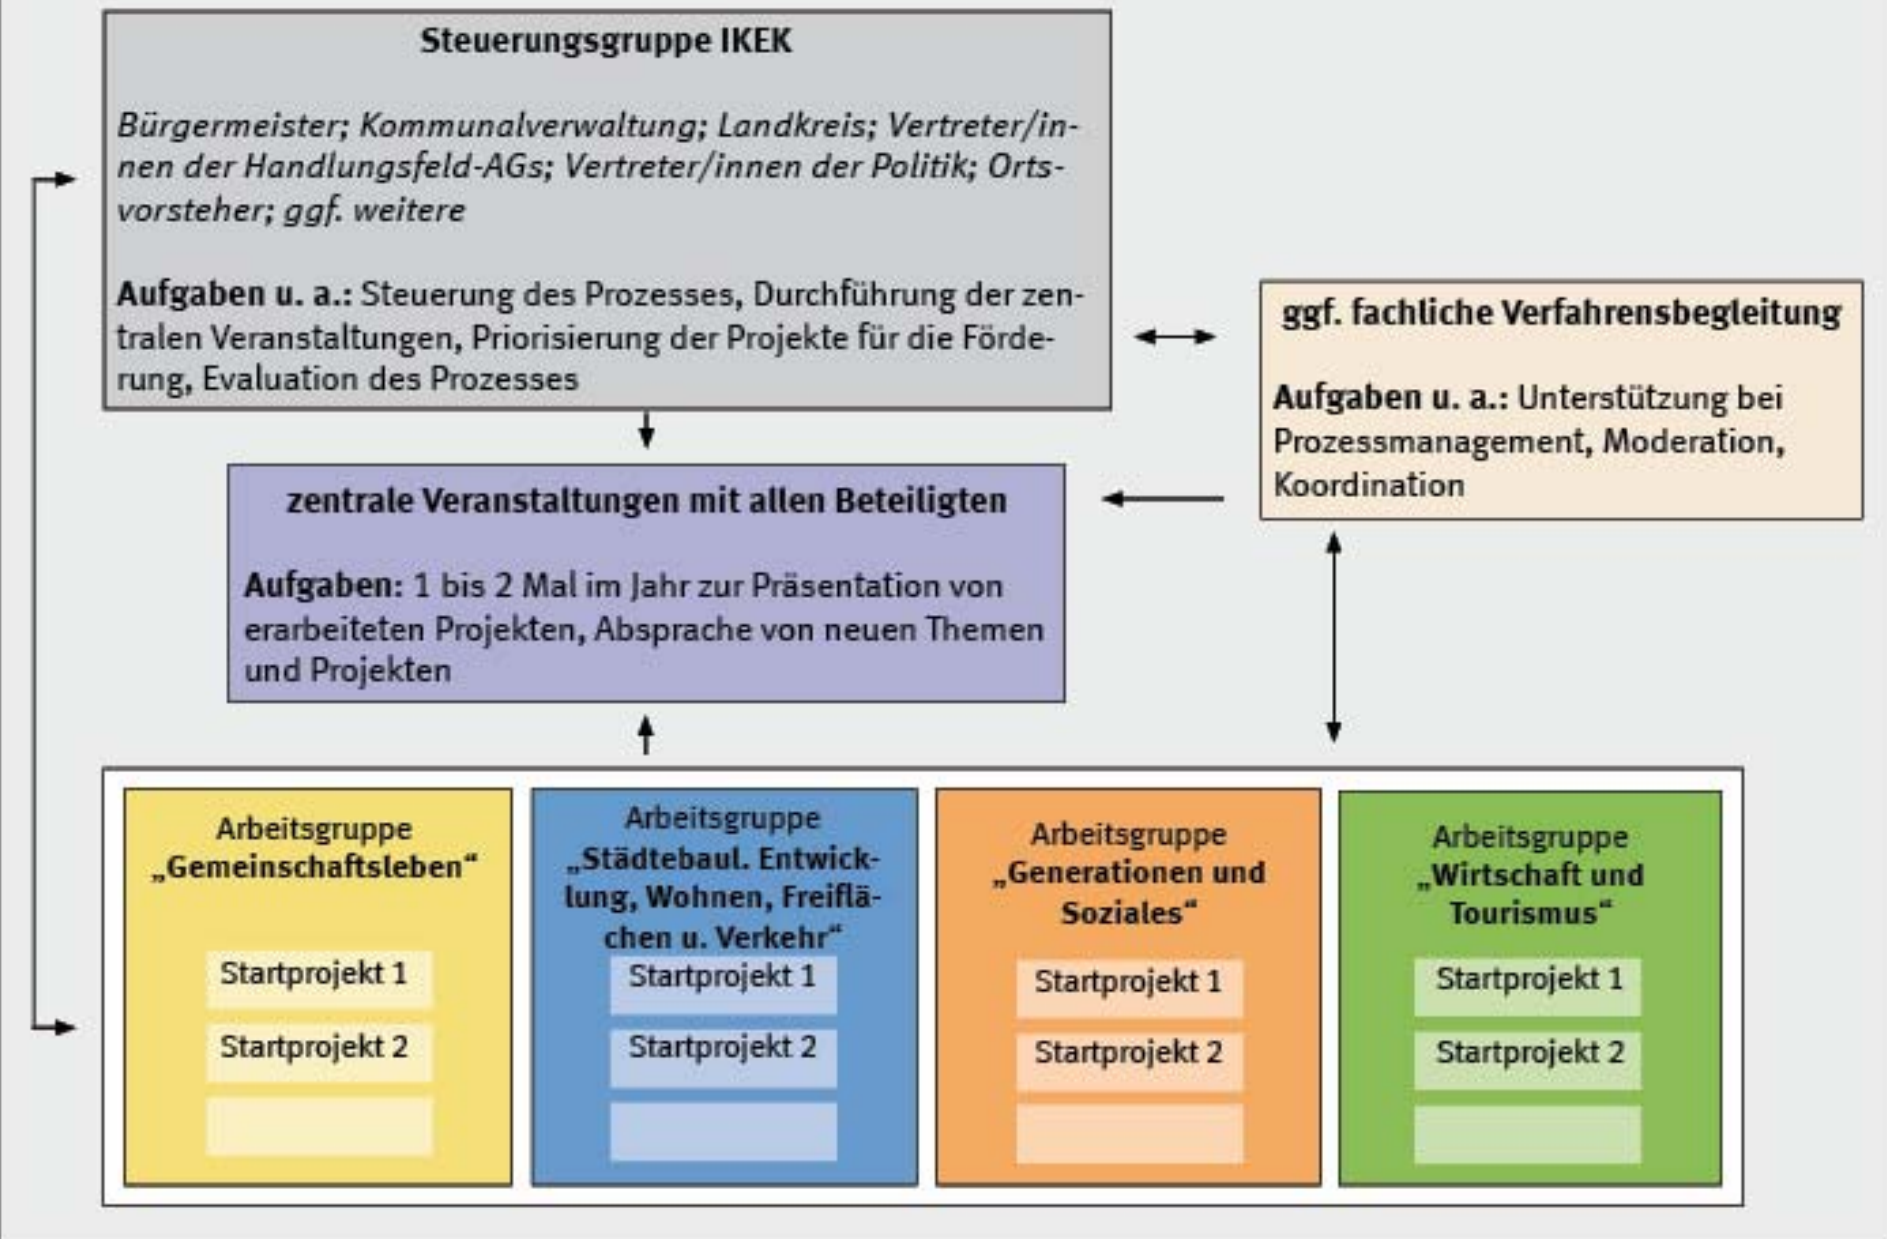 Steuerungsgruppe IKEK
Bürgermeister; Kommunalverwaltung; Landkreis; Vertreter/in-
nen der Handlungsfeld-AGs; Vertreter/innen der Politik; Orts-
vorsteher; ggf. weitere
Aufgaben u. a.: Steuerung des Prozesses, Durchführung der zen-
tralen Veranstaltungen, Priorisierung der Projekte für die Förde-
rung, Evaluation des Prozesses
ggf. fachliche Verfahrensbegleitung
Aufgaben u. a.: Unterstützung bei
Prozessmanagement, Moderation,
Koordination
zentrale Veranstaltungen mit allen Beteiligten
Aufgaben: 1 bis 2 Mal im Jahr zur Präsentation von
erarbeiteten Projekten, Absprache von neuen Themen
und Projekten
Arbeitsgruppe
„Gemeinschaftsleben“
Startprojekt 1
Startprojekt 2
Arbeitsgruppe
„Städtebaul. Entwick-
lung, Wohnen, Freiflä-
chen u. Verkehr“
Startprojekt 1
Startprojekt 2
Arbeitsgruppe
„Generationen und
Soziales“
Startprojekt 1
Startprojekt 2
Arbeitsgruppe
„Wirtschaft und
Tourismus“
Startprojekt 1
Startprojekt 2